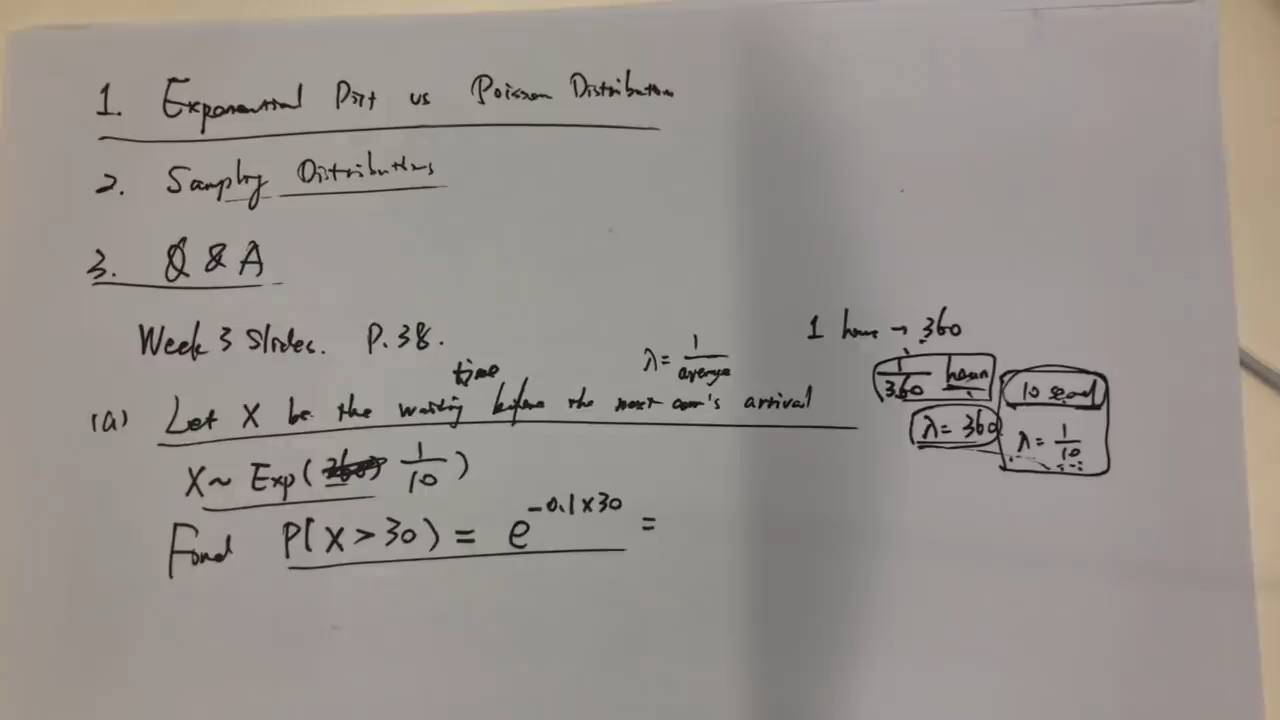 1. Exponential Dist vs Poisson Distribution
2. Sampling Distributions
3. Q & A
Week 3 Slides. P.38.
λ = 1/average
1 hour → 360
1/360 hour
10 second
λ = 360
λ = 1/10
time
(a) Let X be the waiting before the next car's arrival
X ~ Exp( 1/10 )
Find P(X > 30) = e^{-0.1×30} =